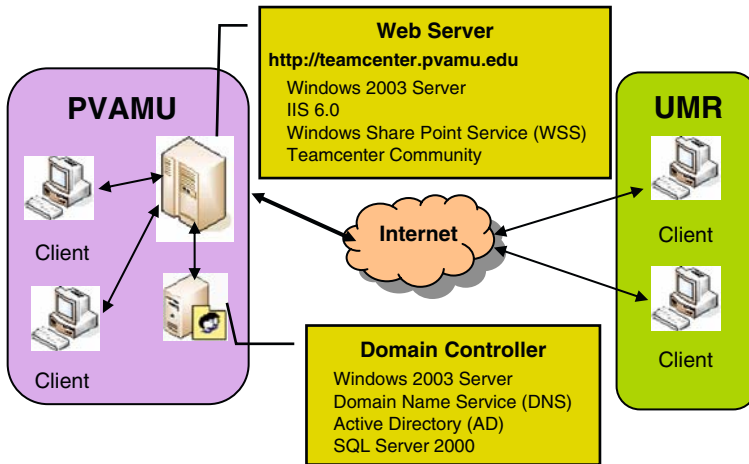 Web Server
http://teamcenter.pvamu.edu
Windows 2003 Server
IIS 6.0
Windows Share Point Service (WSS)
Teamcenter Community
PVAMU
Client
Client
Internet
UMR
Client
Client
Domain Controller
Windows 2003 Server
Domain Name Service (DNS)
Active Directory (AD)
SQL Server 2000